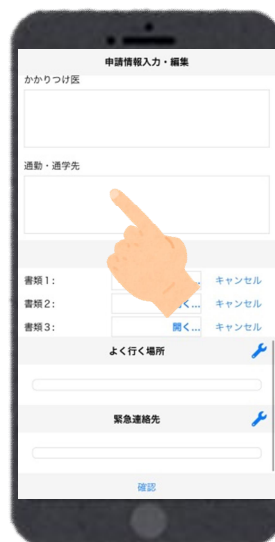 申請情報入力・編集
かかりつけ医
通勤・通学先
書類1: キャンセル
書類2: く... キャンセル
書類3: 開く... キャンセル
よく行く場所
緊急連絡先
確認